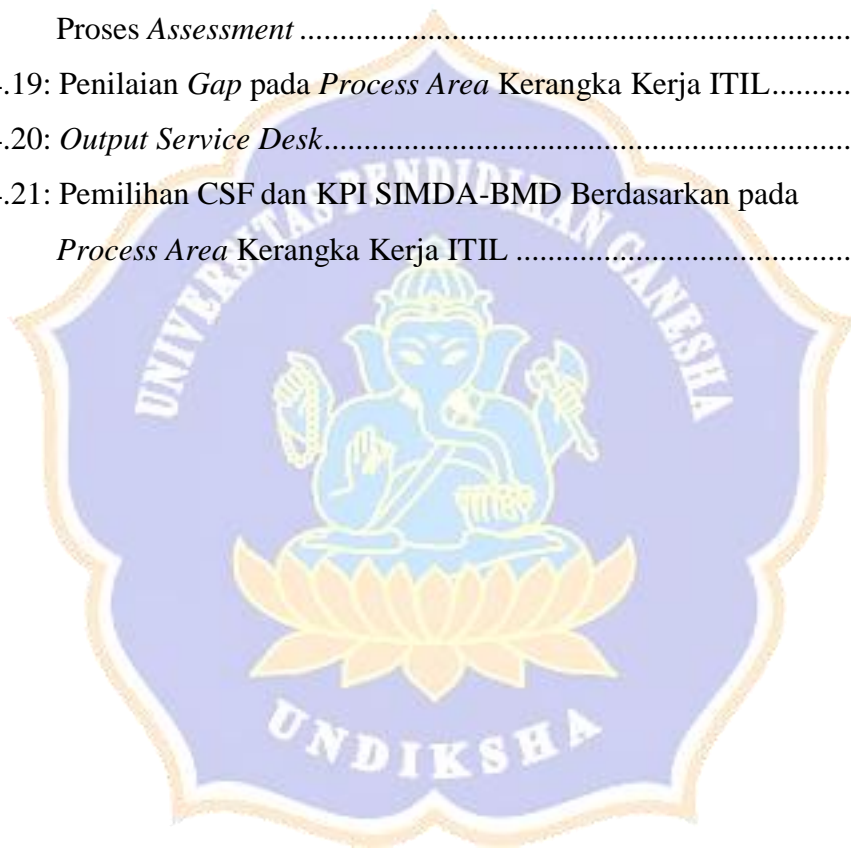 Proses Assessment ........................................................................
.19: Penilaian Gap pada Process Area Kerangka Kerja ITIL..........
.20: Output Service Desk.....................................................................
.21: Pemilihan CSF dan KPI SIMDA-BMD Berdasarkan pada
Process Area Kerangka Kerja ITIL ............................................
UNIVERSITAS PENDIDIKAN GANESHA
UNDIKSHA